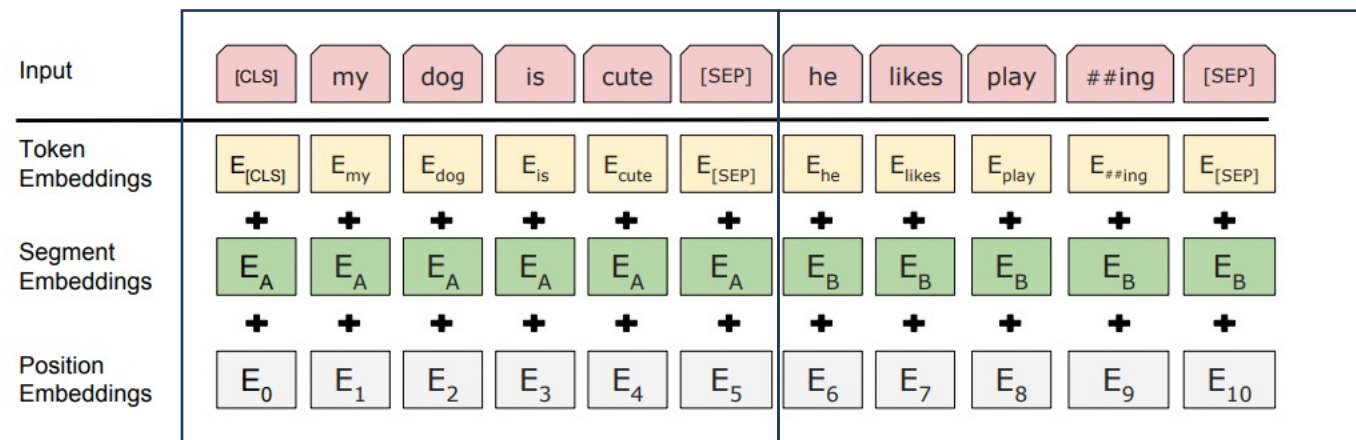 Input [CLS] my dog is cute [SEP] he likes play ##ing [SEP]
Token
Embeddings E[CLS] Emy Edog Eis Ecute E[SEP] Ehe Elikes Eplay E##ing E[SEP]
+ + + + + + + + + + +
Segment
Embeddings EA EA EA EA EA EA EB EB EB EB EB
+ + + + + + + + + + +
Position
Embeddings E0 E1 E2 E3 E4 E5 E6 E7 E8 E9 E10